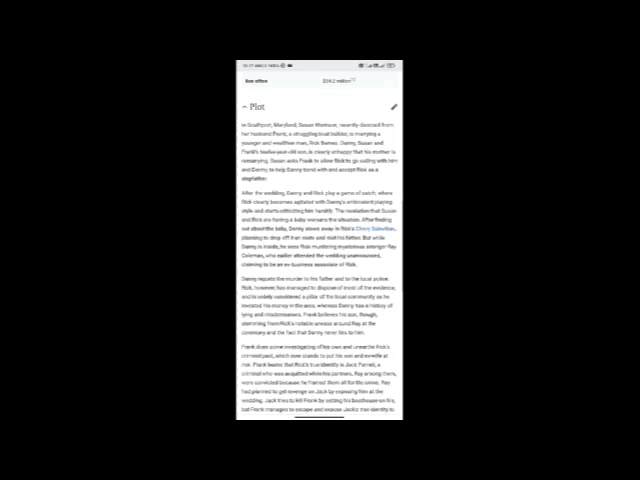 Box office $54.2 million
Plot
In Southport, Maryland, Susan Morrison, recently divorced from
her husband Frank, a struggling boat builder, is marrying a
younger and wealthier man, Rick Barnes. Danny, Susan and
Frank's twelve-year-old son, is clearly unhappy that his mother is
remarrying. Susan asks Frank to allow Rick to go sailing with him
and Danny, to help Danny bond with and accept Rick as a
stepfather.
After the wedding, Danny and Rick play a game of catch, where
Rick clearly becomes agitated with Danny's ambivalent playing
style and starts criticizing him harshly. The revelation that Susan
and Rick are having a baby worsens the situation. After finding
out about the baby, Danny stows away in Rick's Chevy Suburban,
planning to drop off it en route and visit his father. But while
Danny is inside, he sees Rick murdering mysterious stranger Ray
Coleman, who earlier attended the wedding unannounced,
claiming to be an ex-business associate of Rick.
Danny reports the murder to his father and to the local police.
Rick, however, has managed to dispose of most of the evidence,
and is widely considered a pillar of the local community as he
invested his money in the area, whereas Danny has a history of
lying and misdemeanors. Frank believes his son, though,
stemming from Rick's notable unease around Ray at the
ceremony and the fact that Danny never lies to him.
Frank does some investigating of his own and unearths Rick's
criminal past, which now stands to put his son and ex-wife at
risk. Frank learns that Rick's true identity is Jack Parnell, a
criminal who was acquitted while his partners, Ray among them,
were convicted because he framed them all for the crime. Ray
had planned to get revenge on Jack by exposing him at the
wedding. Jack tries to kill Frank by setting his boathouse on fire,
but Frank manages to escape and expose Jack's true identity to